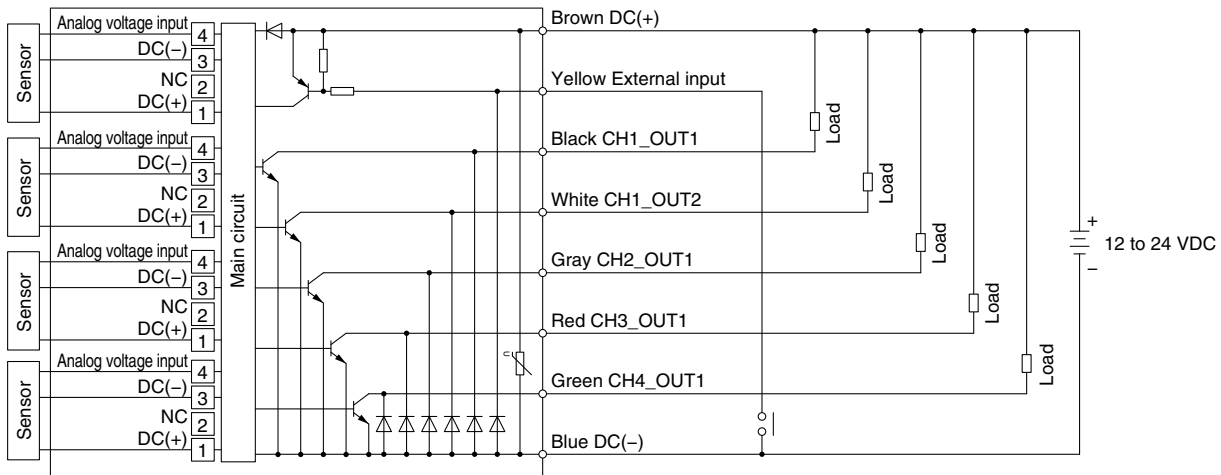 Sensor
Analog voltage input 4
DC(−) 3
NC 2
DC(+) 1
Sensor
Analog voltage input 4
DC(−) 3
NC 2
DC(+) 1
Sensor
Analog voltage input 4
DC(−) 3
NC 2
DC(+) 1
Sensor
Analog voltage input 4
DC(−) 3
NC 2
DC(+) 1
Main circuit
U
Brown DC(+)
Yellow External input
Black CH1_OUT1
White CH1_OUT2
Gray CH2_OUT1
Red CH3_OUT1
Green CH4_OUT1
Blue DC(−)
Load
Load
Load
Load
Load
+
12 to 24 VDC
−